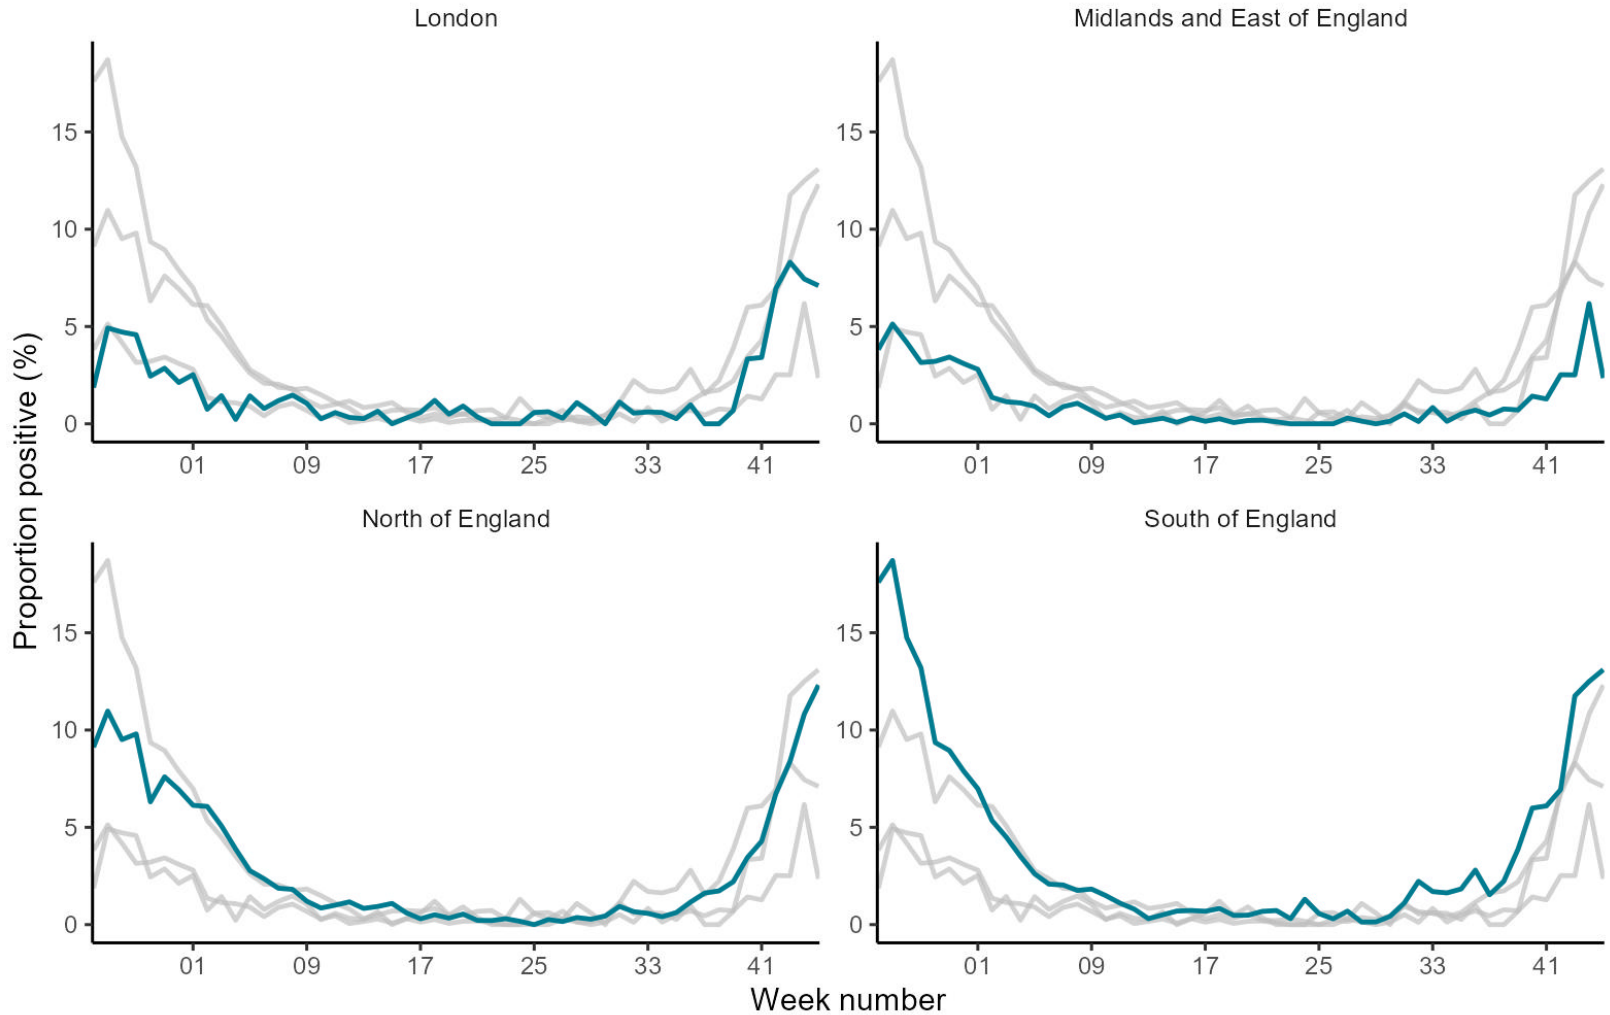 London
Midlands and East of England
15
10
5
0
01 09 17 25 33 41
15
10
5
0
01 09 17 25 33 41
North of England
South of England
15
10
5
0
01 09 17 25 33 41
15
10
5
0
01 09 17 25 33 41
Proportion positive (%)
Week number